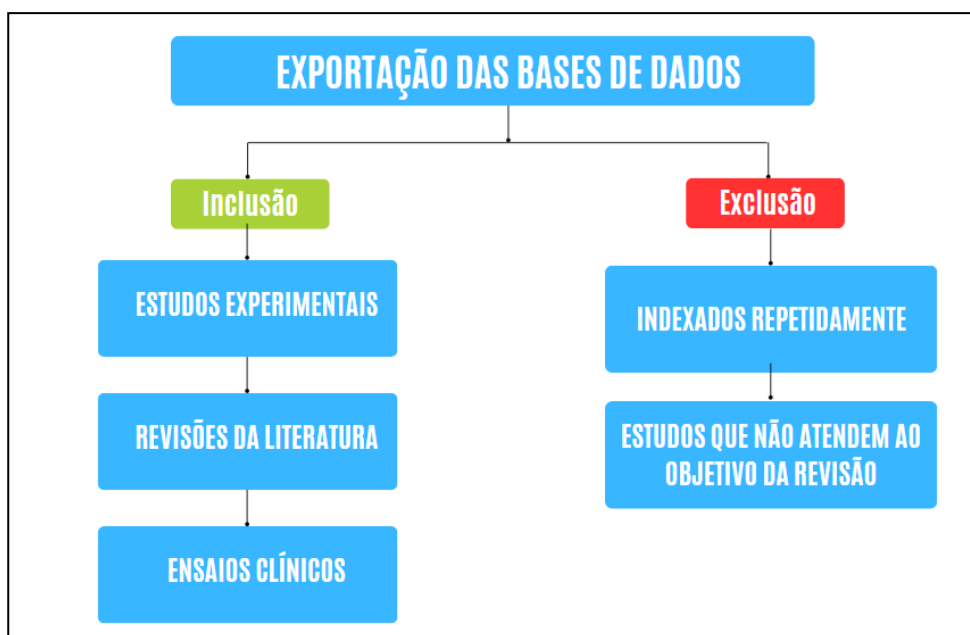 EXPORTAÇÃO DAS BASES DE DADOS
Inclusão
ESTUDOS EXPERIMENTAIS
REVISÕES DA LITERATURA
ENSAIOS CLÍNICOS
Exclusão
INDEXADOS REPETIDAMENTE
ESTUDOS QUE NÃO ATENDEM AO
OBJETIVO DA REVISÃO